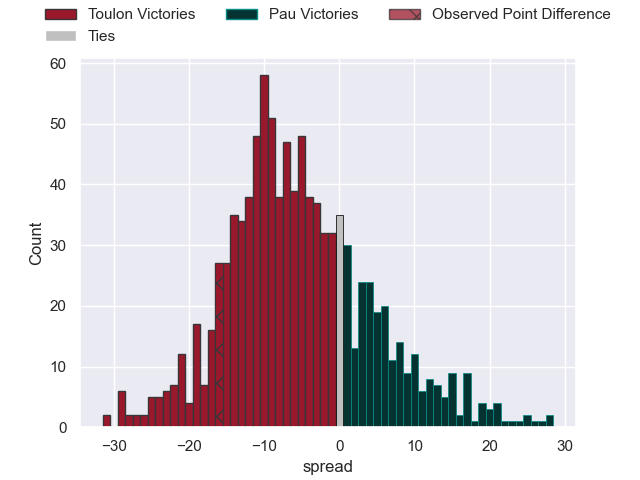 Toulon Victories Pau Victories Observed Point Difference
Ties
60
50
40
30
20
10
0
Count
−30 −20 −10 0 10 20 30
spread